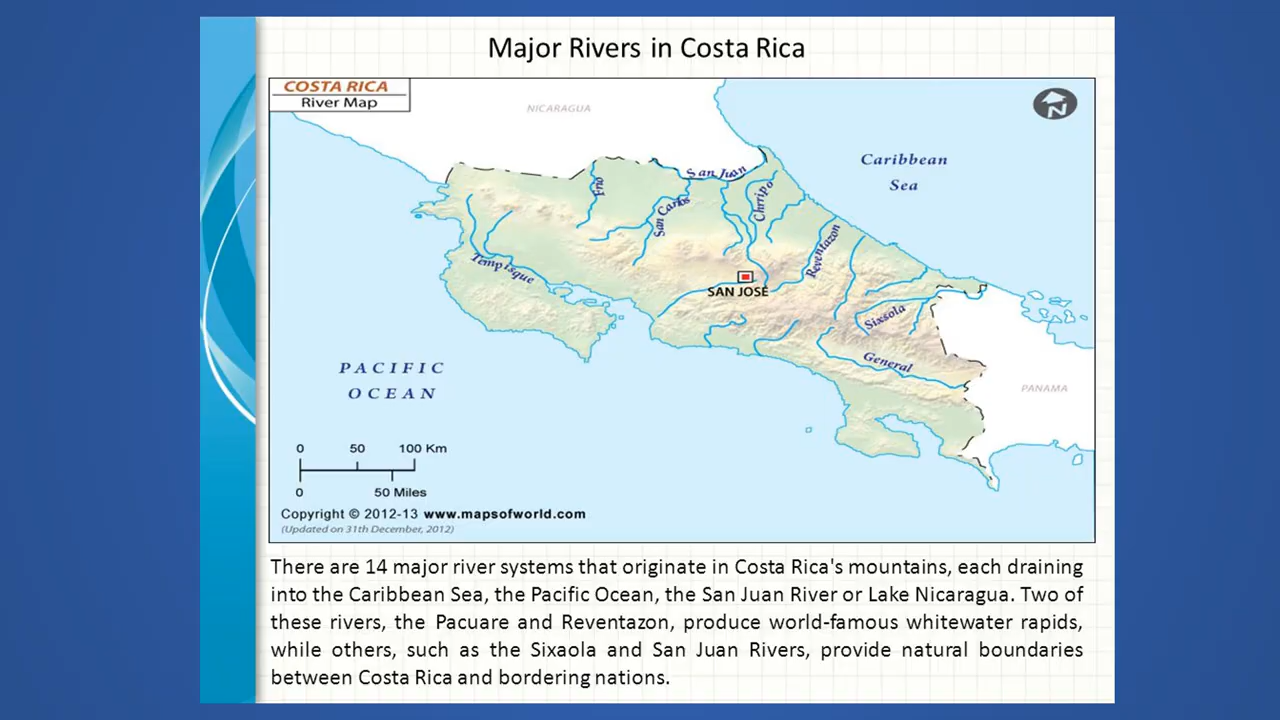 Major Rivers in Costa Rica
COSTA RICA
River Map
NICARAGUA
N
Caribbean
Sea
San Juan
Frio
San Carlos
Chrripo
Reventazon
Tempisque
SAN JOSÉ
Sixsola
General
PACIFIC
OCEAN
PANAMA
0 50 100 Km
0 50 Miles
Copyright © 2012-13 www.mapsofworld.com
(Updated on 31th December, 2012)
There are 14 major river systems that originate in Costa Rica's mountains, each draining
into the Caribbean Sea, the Pacific Ocean, the San Juan River or Lake Nicaragua. Two of
these rivers, the Pacuare and Reventazon, produce world-famous whitewater rapids,
while others, such as the Sixaola and San Juan Rivers, provide natural boundaries
between Costa Rica and bordering nations.